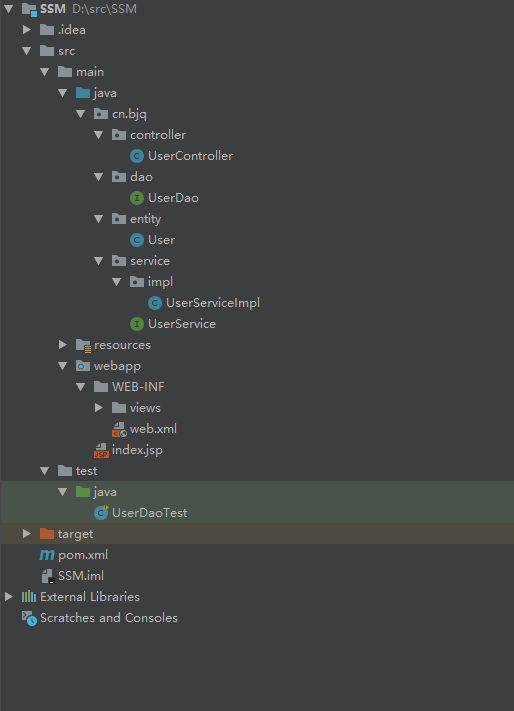 SSM D:\src\SSM
.idea
src
main
java
cn.bjq
controller
UserController
dao
UserDao
entity
User
service
impl
UserServiceImpl
UserService
resources
webapp
WEB-INF
views
web.xml
index.jsp
test
java
UserDaoTest
target
pom.xml
SSM.iml
External Libraries
Scratches and Consoles